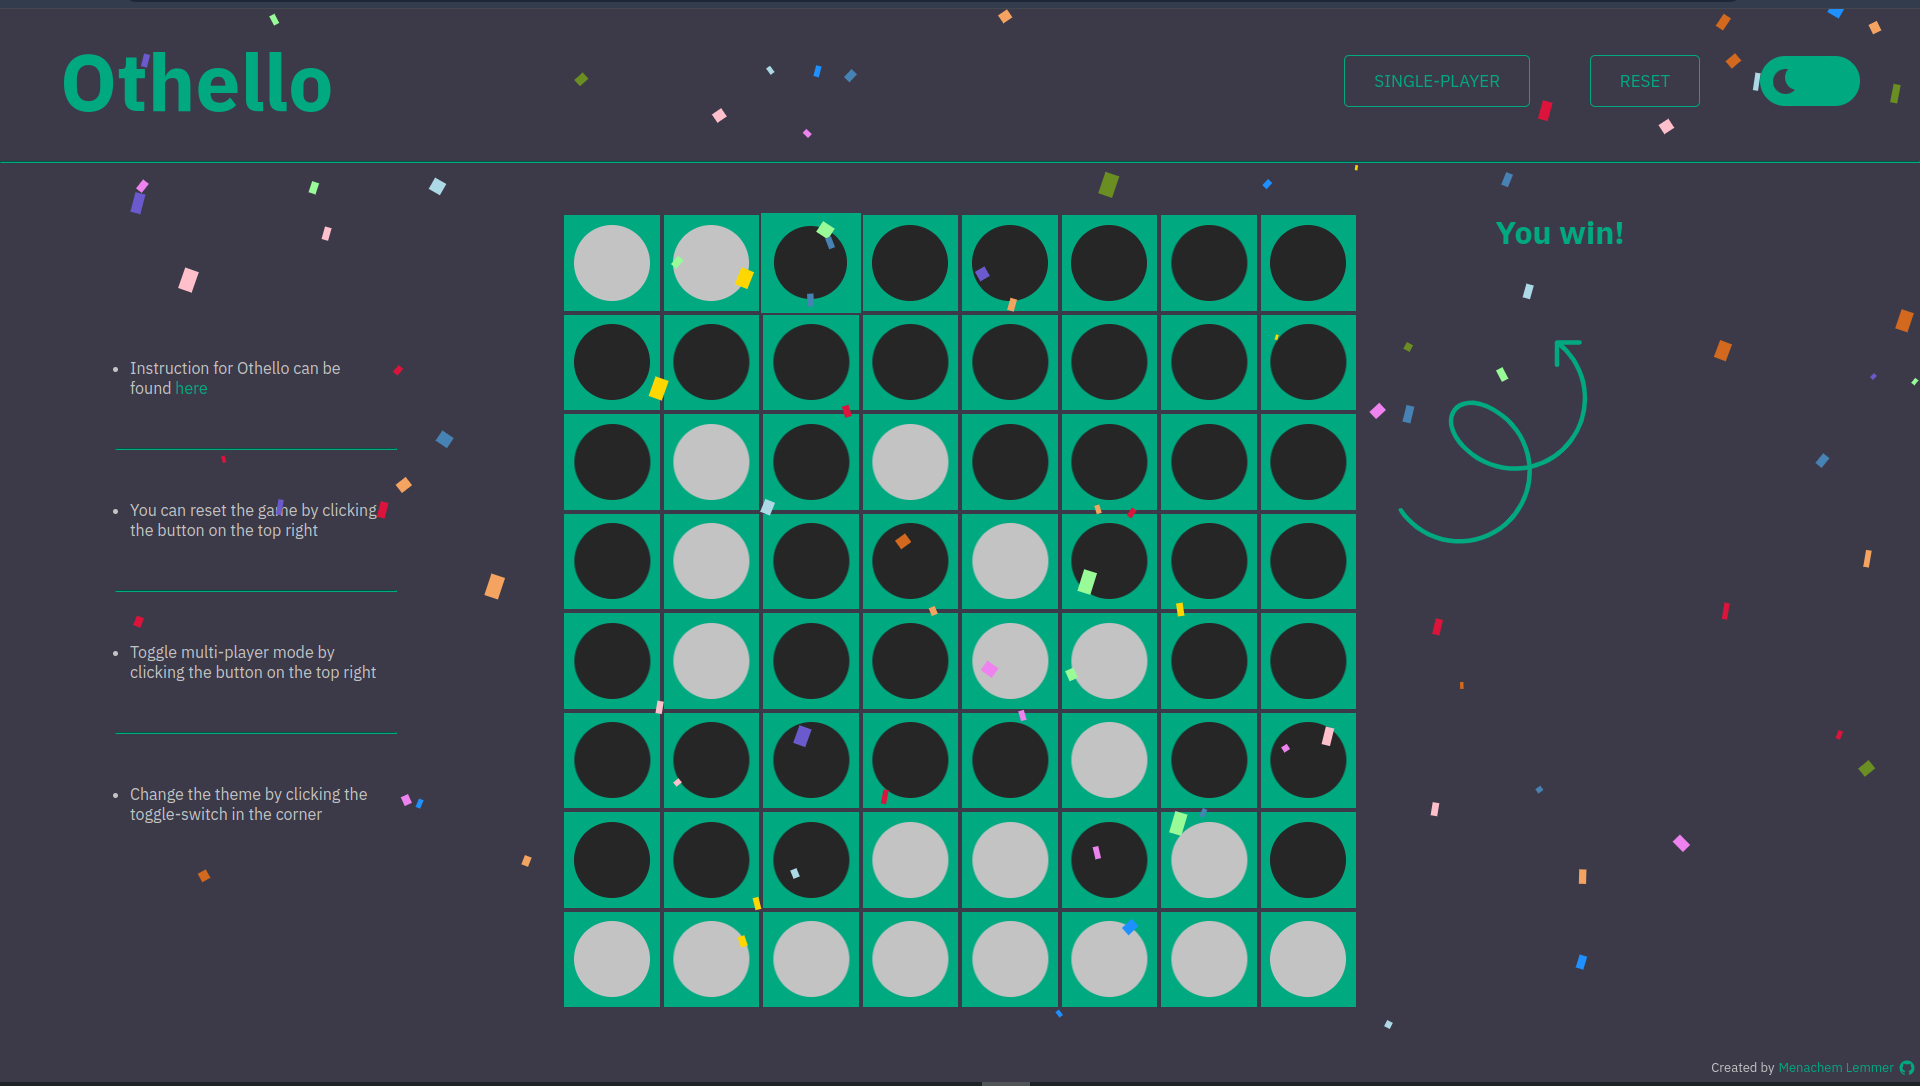 Othello
SINGLE-PLAYER
RESET
You win!
Instruction for Othello can be
found here
You can reset the game by clicking
the button on the top right
Toggle multi-player mode by
clicking the button on the top right
Change the theme by clicking the
toggle-switch in the corner
Created by Menachem Lemmer